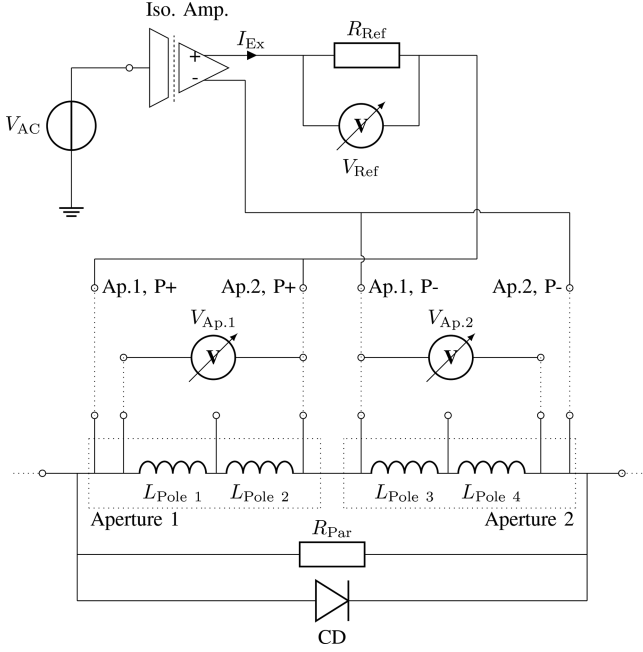 Iso. Amp.
I_Ex
R_Ref
+
-
V_AC
V
V_Ref
Ap.1, P+
Ap.2, P+
Ap.1, P-
Ap.2, P-
V_Ap.1
V_Ap.2
V
V
L_Pole 1
L_Pole 2
L_Pole 3
L_Pole 4
Aperture 1
Aperture 2
R_Par
CD